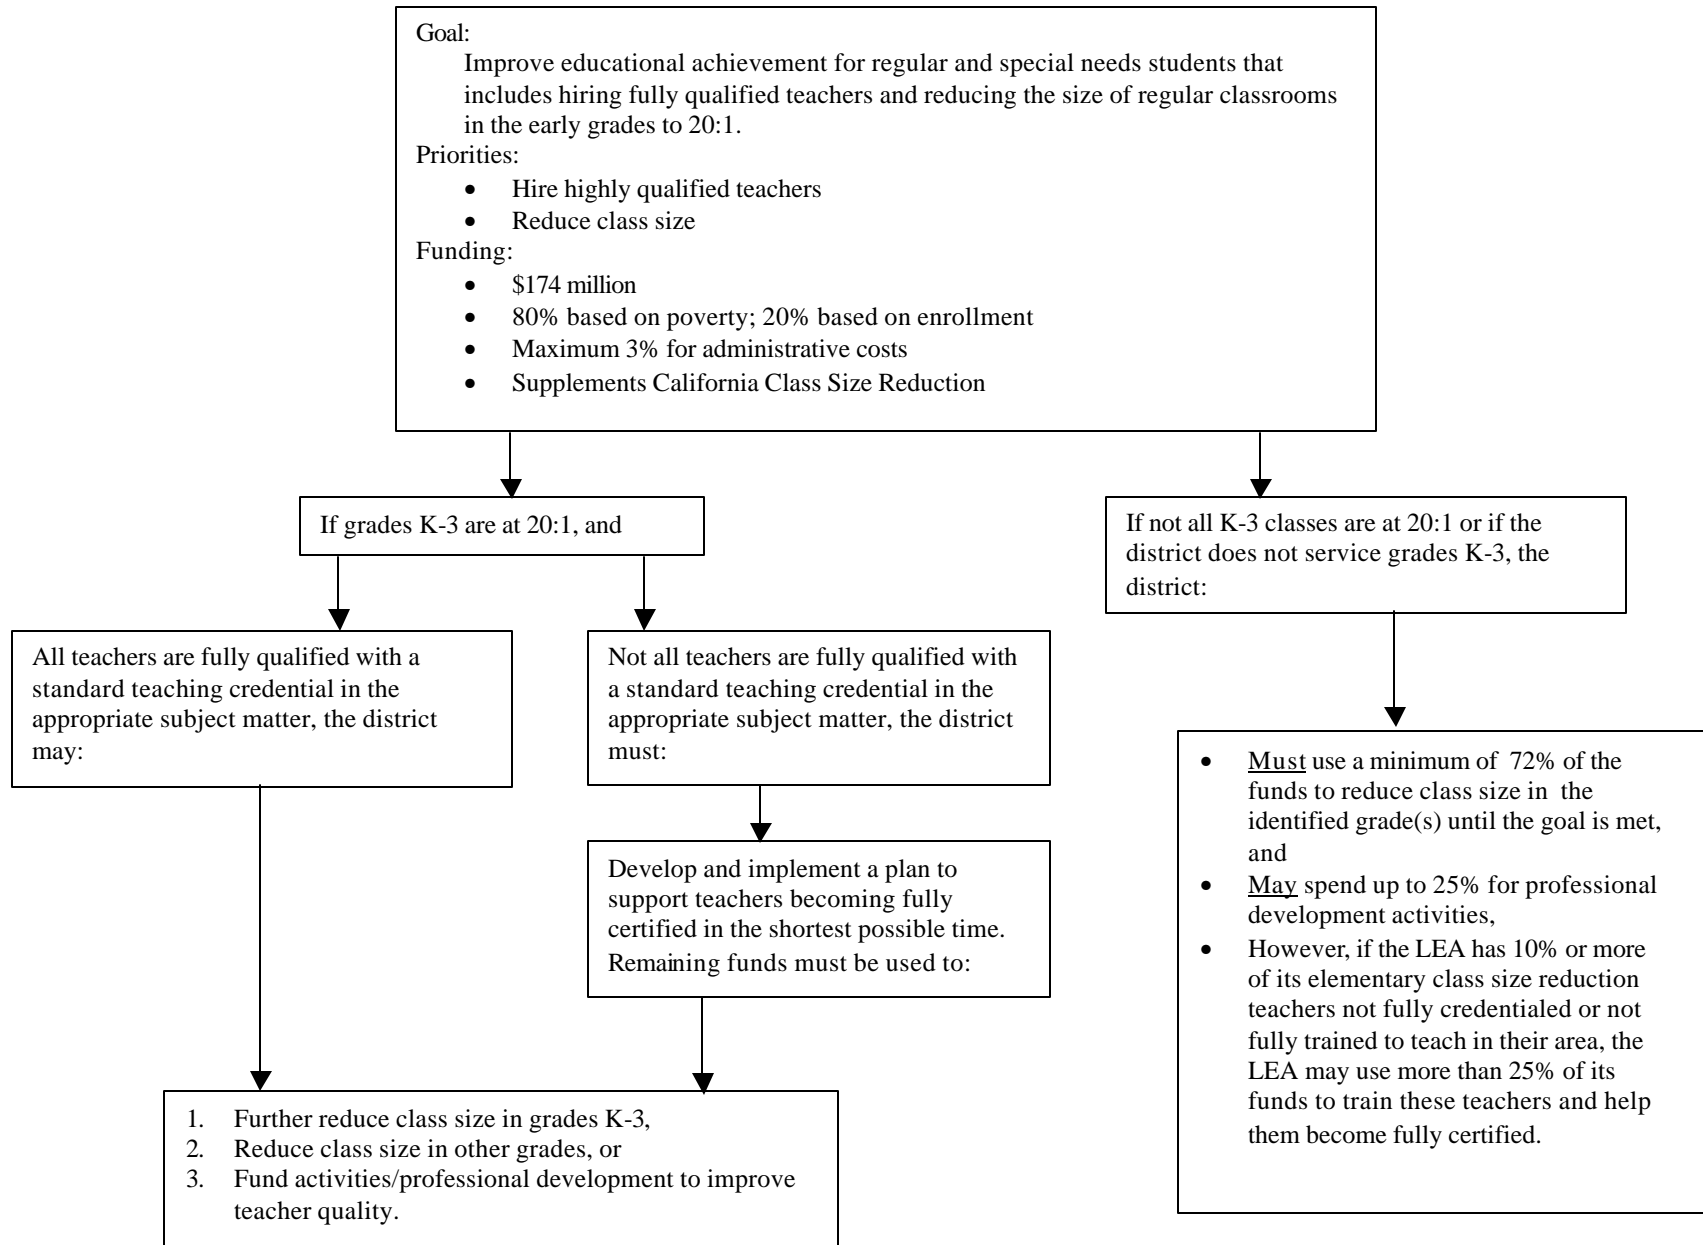 Goal:
Improve educational achievement for regular and special needs students that
includes hiring fully qualified teachers and reducing the size of regular classrooms
in the early grades to 20:1.
Priorities:
• Hire highly qualified teachers
• Reduce class size
Funding:
• $174 million
• 80% based on poverty; 20% based on enrollment
• Maximum 3% for administrative costs
• Supplements California Class Size Reduction
If grades K-3 are at 20:1, and
If not all K-3 classes are at 20:1 or if the
district does not service grades K-3, the
district:
All teachers are fully qualified with a
standard teaching credential in the
appropriate subject matter, the district
may:
Not all teachers are fully qualified with
a standard teaching credential in the
appropriate subject matter, the district
must:
Develop and implement a plan to
support teachers becoming fully
certified in the shortest possible time.
Remaining funds must be used to:
• Must use a minimum of 72% of the
funds to reduce class size in the
identified grade(s) until the goal is met,
and
• May spend up to 25% for professional
development activities,
• However, if the LEA has 10% or more
of its elementary class size reduction
teachers not fully credentialed or not
fully trained to teach in their area, the
LEA may use more than 25% of its
funds to train these teachers and help
them become fully certified.
1. Further reduce class size in grades K-3,
2. Reduce class size in other grades, or
3. Fund activities/professional development to improve
teacher quality.